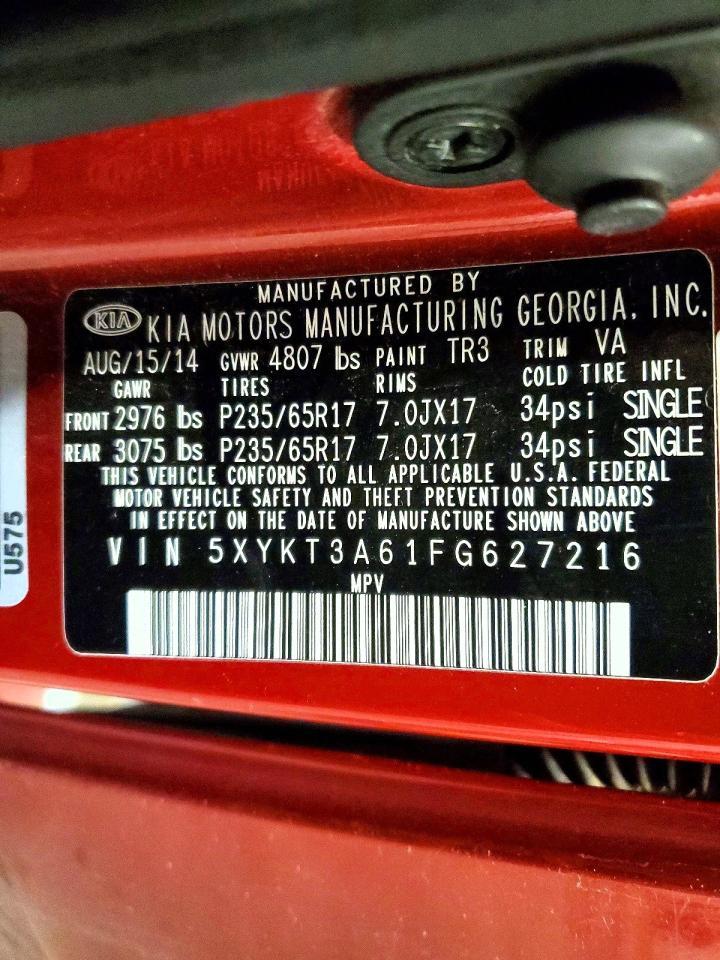 MANUFACTURED BY
KIA KIA MOTORS MANUFACTURING GEORGIA, INC.
AUG/15/14 GVWR 4807 lbs PAINT TR3 TRIM VA
GAWR TIRES RIMS COLD TIRE INFL
FRONT 2976 lbs P235/65R17 7.0JX17 34psi SINGLE
REAR 3075 lbs P235/65R17 7.0JX17 34psi SINGLE
THIS VEHICLE CONFORMS TO ALL APPLICABLE U.S.A. FEDERAL
MOTOR VEHICLE SAFETY AND THEFT PREVENTION STANDARDS
IN EFFECT ON THE DATE OF MANUFACTURE SHOWN ABOVE
VIN 5XYKT3A61FG627216
MPV
U575